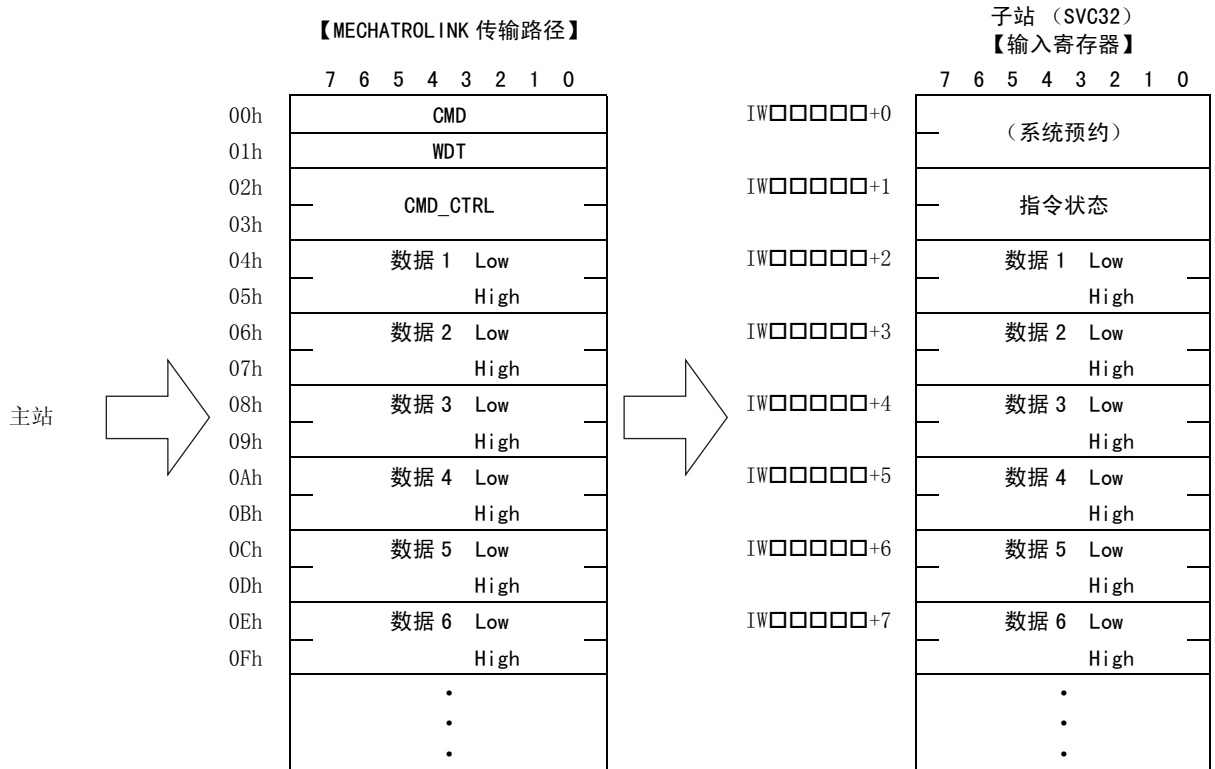 【MECHATROLINK 传输路径】 子站 (SVC32)
【输入寄存器】
7 6 5 4 3 2 1 0 7 6 5 4 3 2 1 0
00h CMD IW□□□□□+0 (系统预约)
01h WDT
02h CMD_CTRL IW□□□□□+1 指令状态
03h
04h 数据 1 Low IW□□□□□+2 数据 1 Low
05h High High
06h 数据 2 Low IW□□□□□+3 数据 2 Low
07h High High
主站 08h 数据 3 Low IW□□□□□+4 数据 3 Low
09h High High
0Ah 数据 4 Low IW□□□□□+5 数据 4 Low
0Bh High High
0Ch 数据 5 Low IW□□□□□+6 数据 5 Low
0Dh High High
0Eh 数据 6 Low IW□□□□□+7 数据 6 Low
0Fh High High